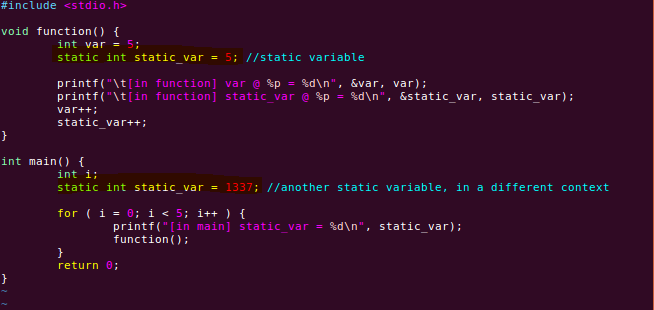 #include <stdio.h>
void function() {
        int var = 5;
        static int static_var = 5; //static variable
        printf("\t[in function] var @ %p = %d\n", &var, var);
        printf("\t[in function] static_var @ %p = %d\n", &static_var, static_var);
        var++;
        static_var++;
}
int main() {
        int i;
        static int static_var = 1337; //another static variable, in a different context
        for ( i = 0; i < 5; i++ ) {
                printf("[in main] static_var = %d\n", static_var);
                function();
        }
        return 0;
}
~
~